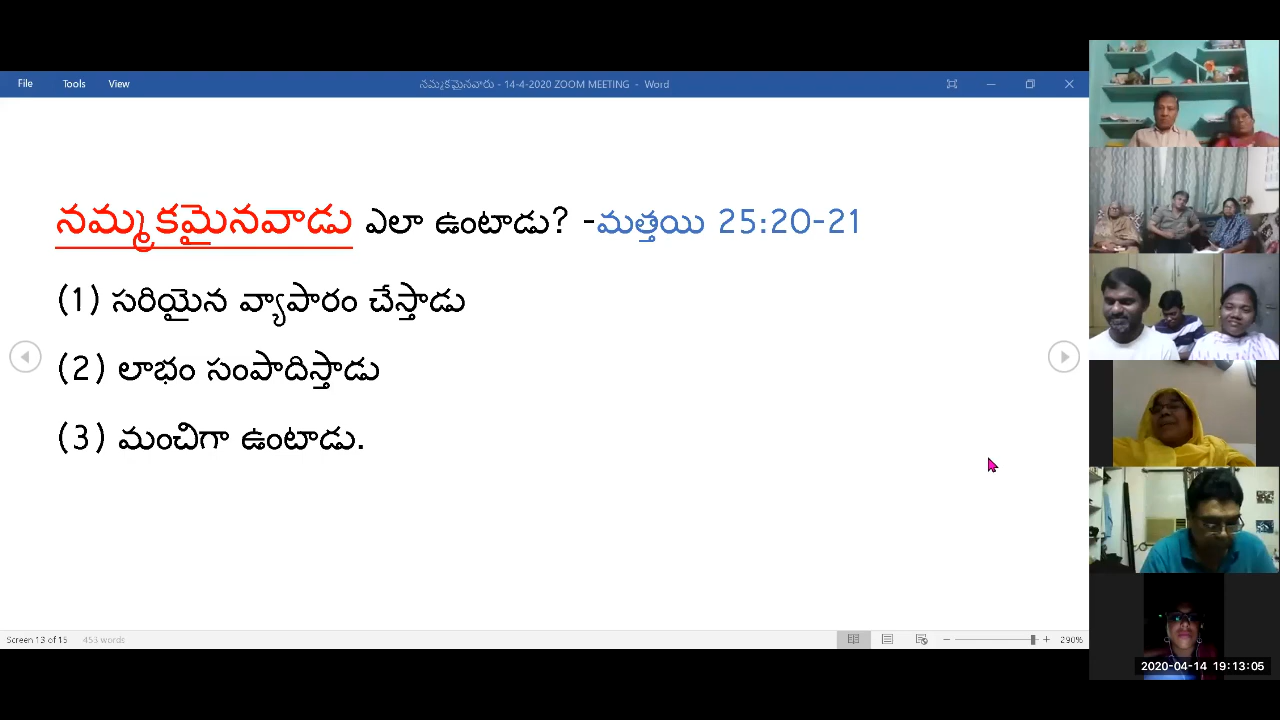 File Tools View
నమ్మకమైనవారు - 14-4-2020 ZOOM MEETING - Word
నమ్మకమైనవాడు ఎలా ఉంటాడు? -మత్తయి 25:20-21
(1) సరియైన వ్యాపారం చేస్తాడు
(2) లాభం సంపాదిస్తాడు
(3) మంచిగా ఉంటాడు.
Screen 13 of 15 453 words
290%
2020-04-14 19:13:05